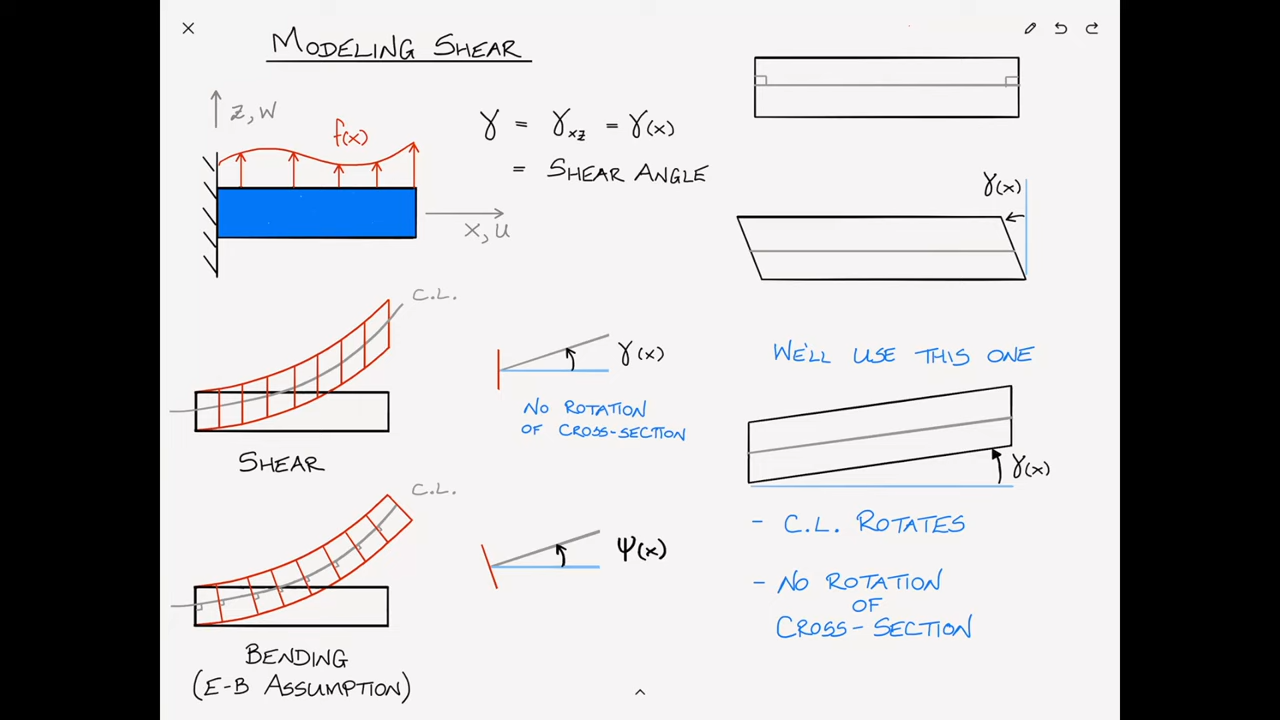 MODELING SHEAR
Z, W
f(x)
X, U
γ = γxz = γ(x)
= SHEAR ANGLE
γ(x)
C.L.
γ(x)
NO ROTATION
OF CROSS-SECTION
SHEAR
WE'LL USE THIS ONE
γ(x)
- C.L. ROTATES
- NO ROTATION
OF
CROSS-SECTION
C.L.
Ψ(x)
BENDING
(E-B ASSUMPTION)